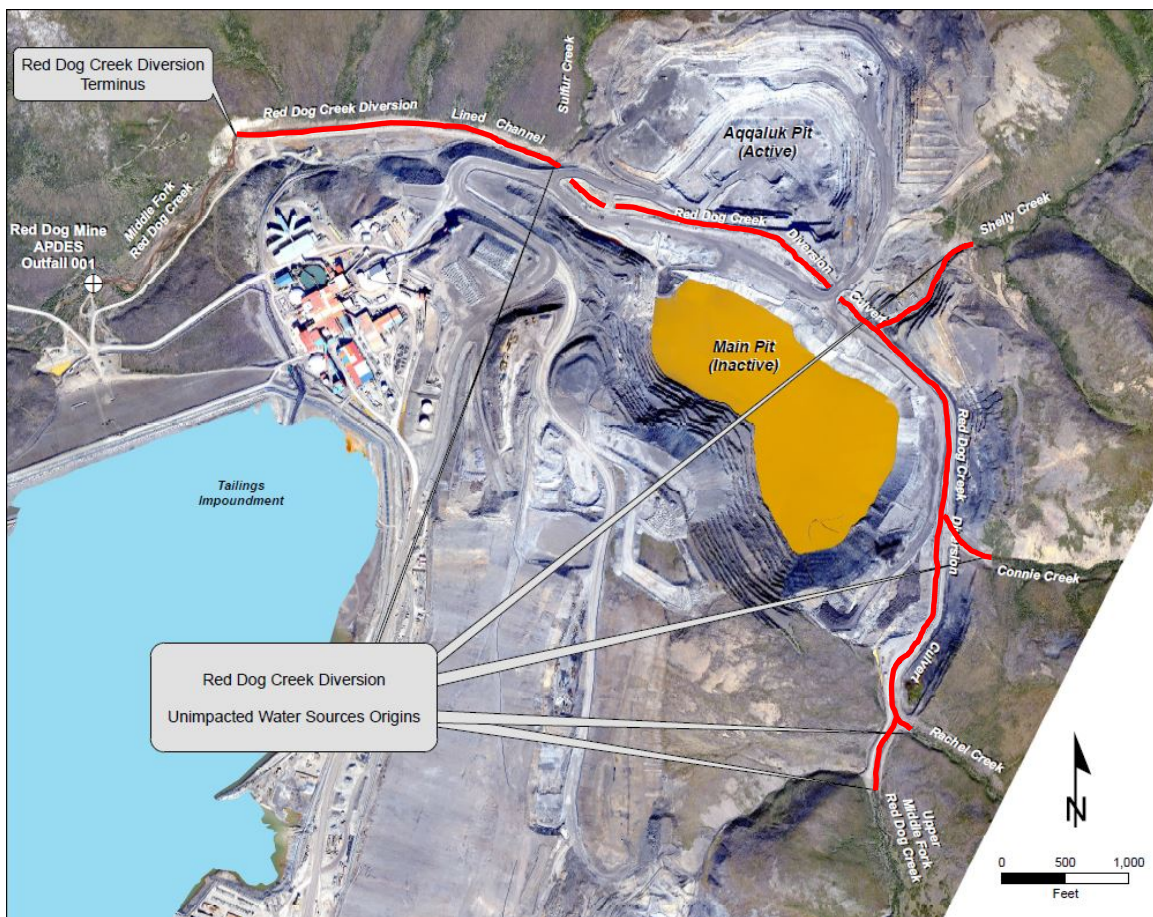 Red Dog Creek Diversion
Terminus
Red Dog Creek Diversion
Lined Channel
Sulfur Creek
Aqqaluk Pit
(Active)
Middle Fork
Red Dog Creek
Red Dog Mine
APDES
Outfall 001
Red Dog Creek
Diversion
Culvert
Shelly Creek
Main Pit
(Inactive)
Red Dog Creek
Diversion
Culvert
Connie Creek
Tailings
Impoundment
Red Dog Creek Diversion
Unimpacted Water Sources Origins
Rachel Creek
Upper
Middle Fork
Red Dog Creek
N
0 500 1,000
Feet